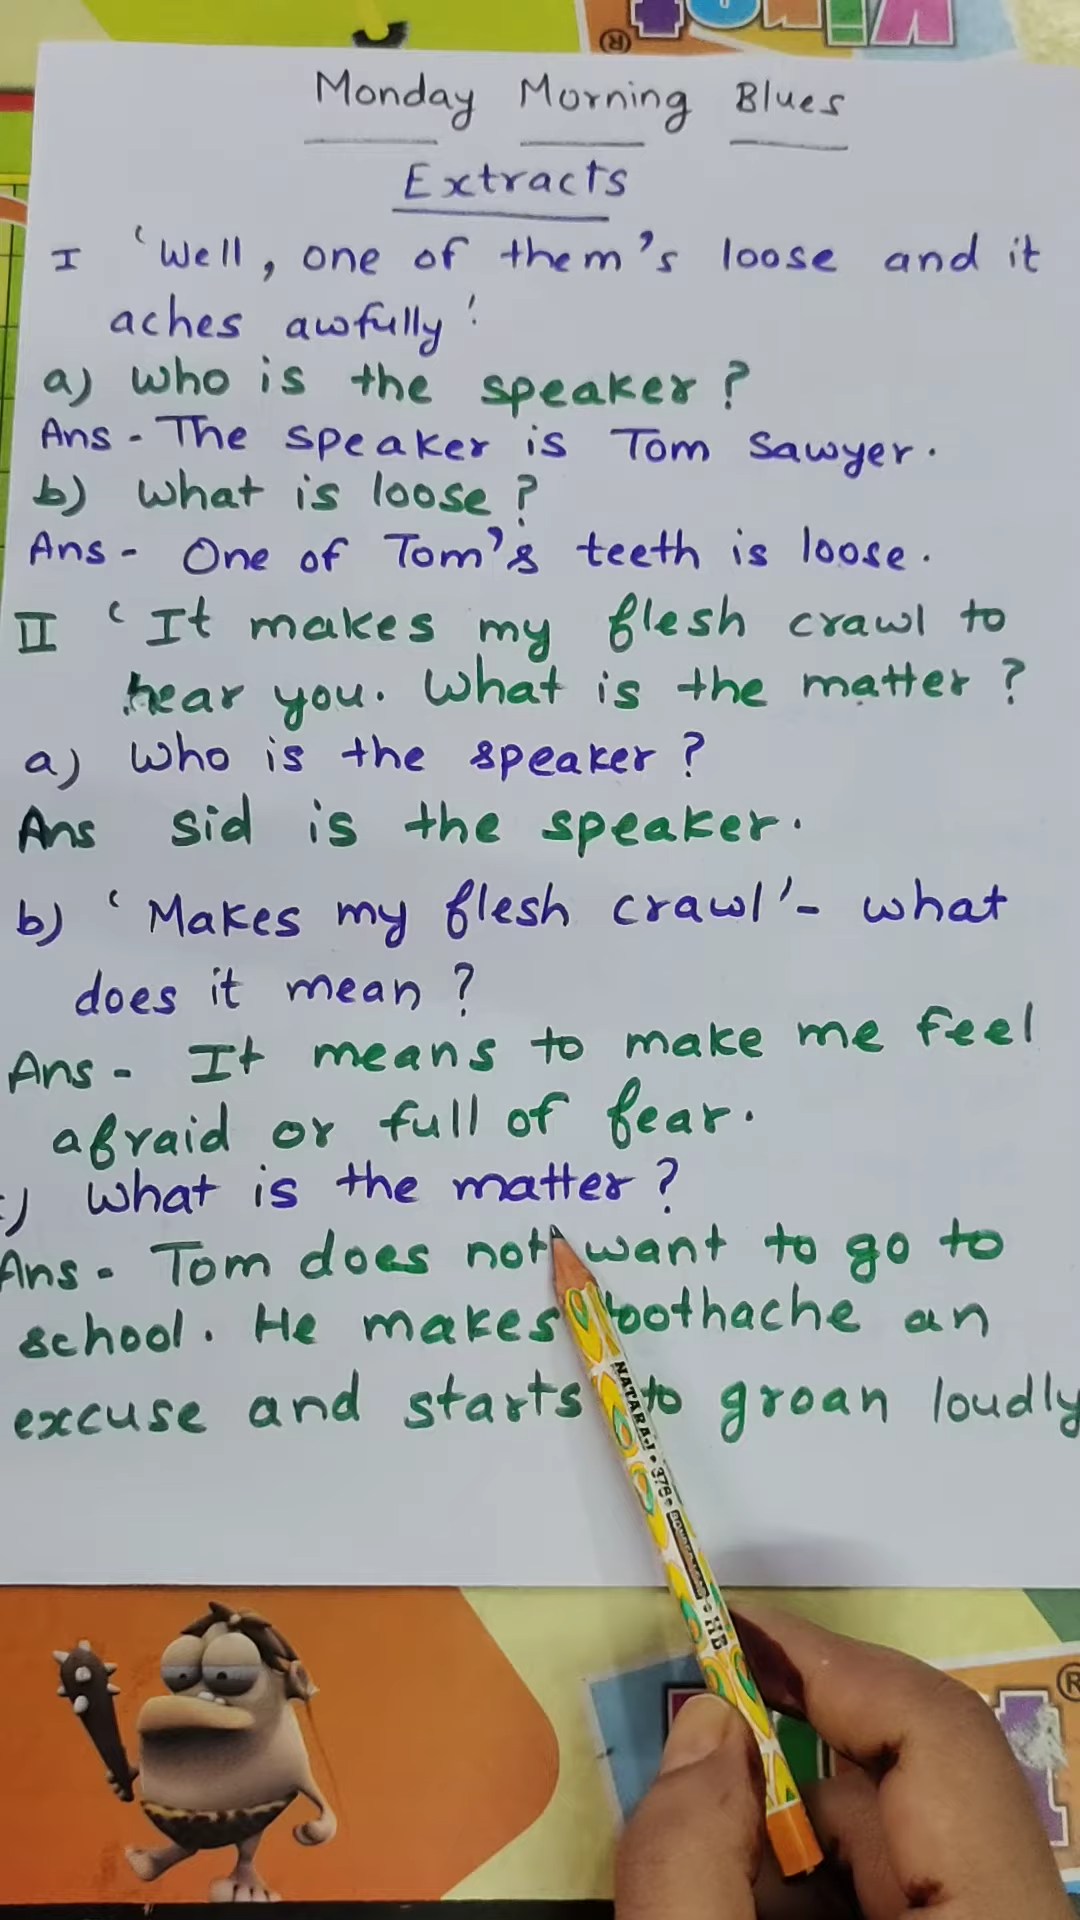 Monday Morning Blues
Extracts
I 'Well, one of them's loose and it
aches awfully'
a) Who is the speaker?
Ans - The speaker is Tom Sawyer.
b) What is loose?
Ans - One of Tom's teeth is loose.
II 'It makes my flesh crawl to
hear you. What is the matter?
a) Who is the speaker?
Ans Sid is the speaker.
b) 'Makes my flesh crawl' - what
does it mean?
Ans - It means to make me feel
afraid or full of fear.
c) What is the matter?
Ans - Tom does not want to go to
school. He makes toothache an
excuse and starts to groan loudly
NATARAJ • 378 •
HB